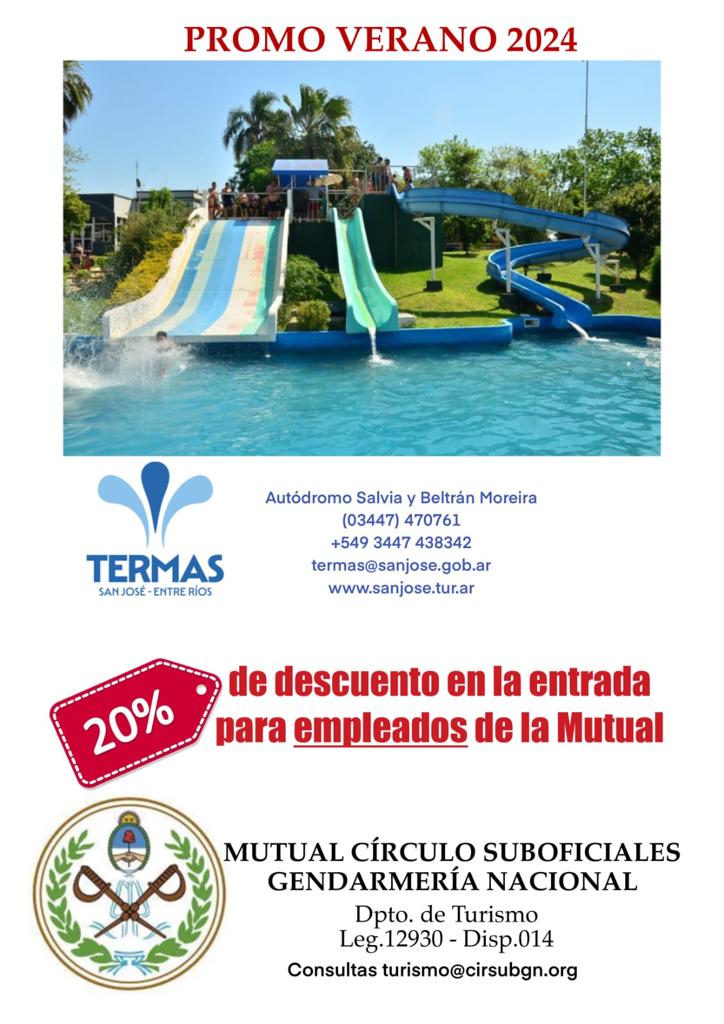 PROMO VERANO 2024
TERMAS
SAN JOSÉ - ENTRE RÍOS
Autódromo Salvia y Beltrán Moreira
(03447) 470761
+549 3447 438342
termas@sanjose.gob.ar
www.sanjose.tur.ar
20%
de descuento en la entrada
para empleados de la Mutual
MUTUAL CÍRCULO SUBOFICIALES
GENDARMERÍA NACIONAL
Dpto. de Turismo
Leg.12930 - Disp.014
Consultas turismo@cirsubgn.org